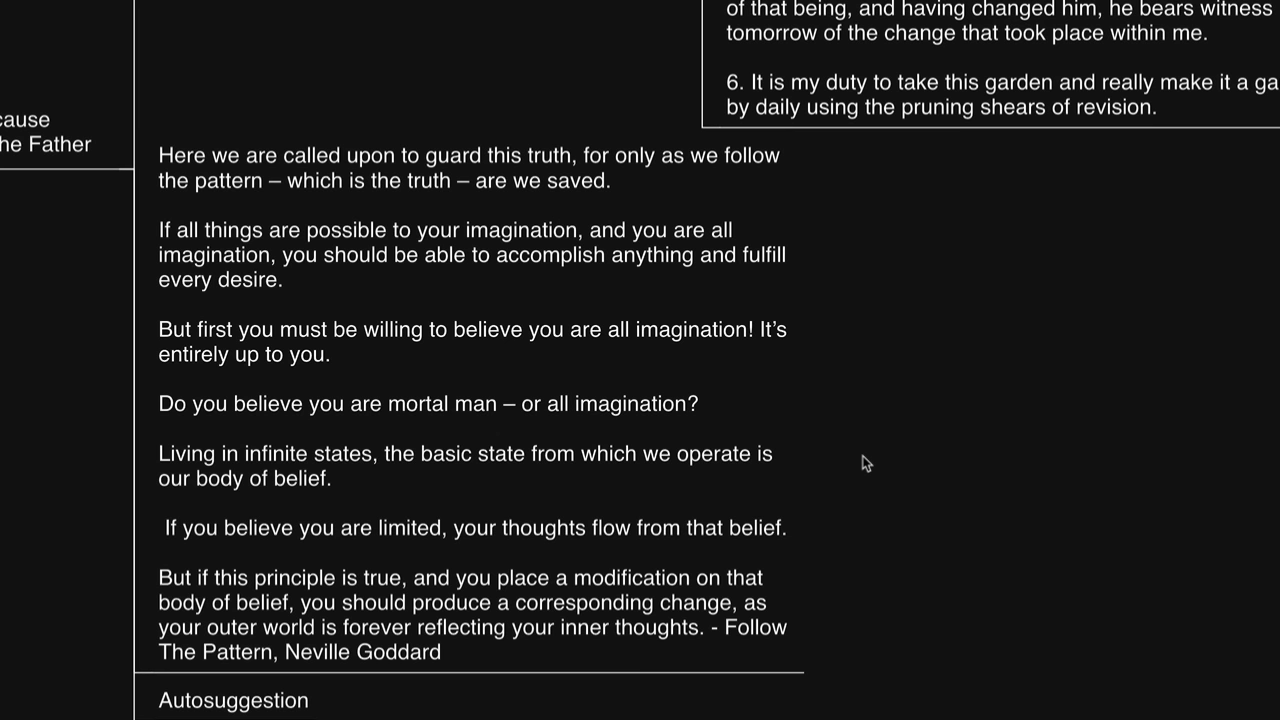 of that being, and having changed him, he bears witness
tomorrow of the change that took place within me.
6. It is my duty to take this garden and really make it a ga
by daily using the pruning shears of revision.
cause
he Father
Here we are called upon to guard this truth, for only as we follow
the pattern – which is the truth – are we saved.
If all things are possible to your imagination, and you are all
imagination, you should be able to accomplish anything and fulfill
every desire.
But first you must be willing to believe you are all imagination! It’s
entirely up to you.
Do you believe you are mortal man – or all imagination?
Living in infinite states, the basic state from which we operate is
our body of belief.
If you believe you are limited, your thoughts flow from that belief.
But if this principle is true, and you place a modification on that
body of belief, you should produce a corresponding change, as
your outer world is forever reflecting your inner thoughts. - Follow
The Pattern, Neville Goddard
Autosuggestion